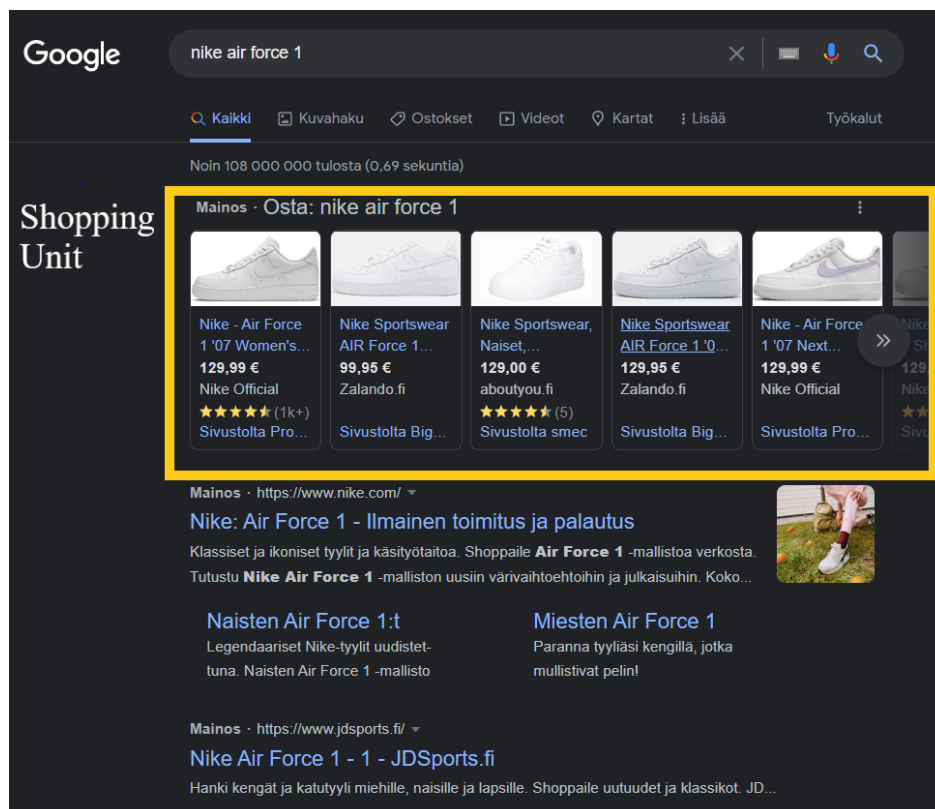 Google
nike air force 1
Kaikki Kuvahaku Ostokset Videot Kartat Lisää Työkalut
Noin 108 000 000 tulosta (0,69 sekuntia)
Shopping
Unit
Mainos · Osta: nike air force 1
Nike - Air Force
1 '07 Women's...
129,99 €
Nike Official
(1k+)
Sivustolta Pro...
Nike Sportswear
AIR Force 1...
99,95 €
Zalando.fi
Sivustolta Big...
Nike Sportswear,
Naiset,...
129,00 €
aboutyou.fi
(5)
Sivustolta smec
Nike Sportswear
AIR Force 1 '0...
129,95 €
Zalando.fi
Sivustolta Big...
Nike - Air Force
1 '07 Next...
129,99 €
Nike Official
Sivustolta Pro...
Mainos · https://www.nike.com/
Nike: Air Force 1 - Ilmainen toimitus ja palautus
Klassiset ja ikoniset tyylit ja käsityötaitoa. Shoppaile Air Force 1 -mallistoa verkosta.
Tutustu Nike Air Force 1 -malliston uusiin värivaihtoehtoihin ja julkaisuihin. Koko...
Naisten Air Force 1:t
Legendaariset Nike-tyylit uudistet-
tuna. Naisten Air Force 1 -mallisto
Miesten Air Force 1
Paranna tyyliäsi kengillä, jotka
mullistivat pelin!
Mainos · https://www.jdsports.fi/
Nike Air Force 1 - 1 - JDSports.fi
Hanki kengät ja katutyyli miehille, naisille ja lapsille. Shoppaile uutuudet ja klassikot. JD...